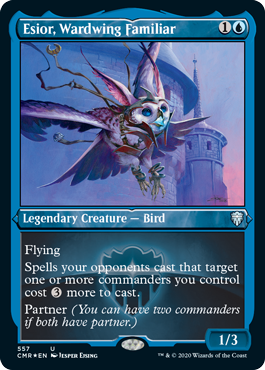 Esior, Wardwing Familiar 1
Legendary Creature — Bird
Flying
Spells your opponents cast that target
one or more commanders you control
cost 3 more to cast.
Partner (You can have two commanders
if both have partner.)
1/3
557 U
CMR EN Jesper Ejsing
™ & © 2020 Wizards of the Coast